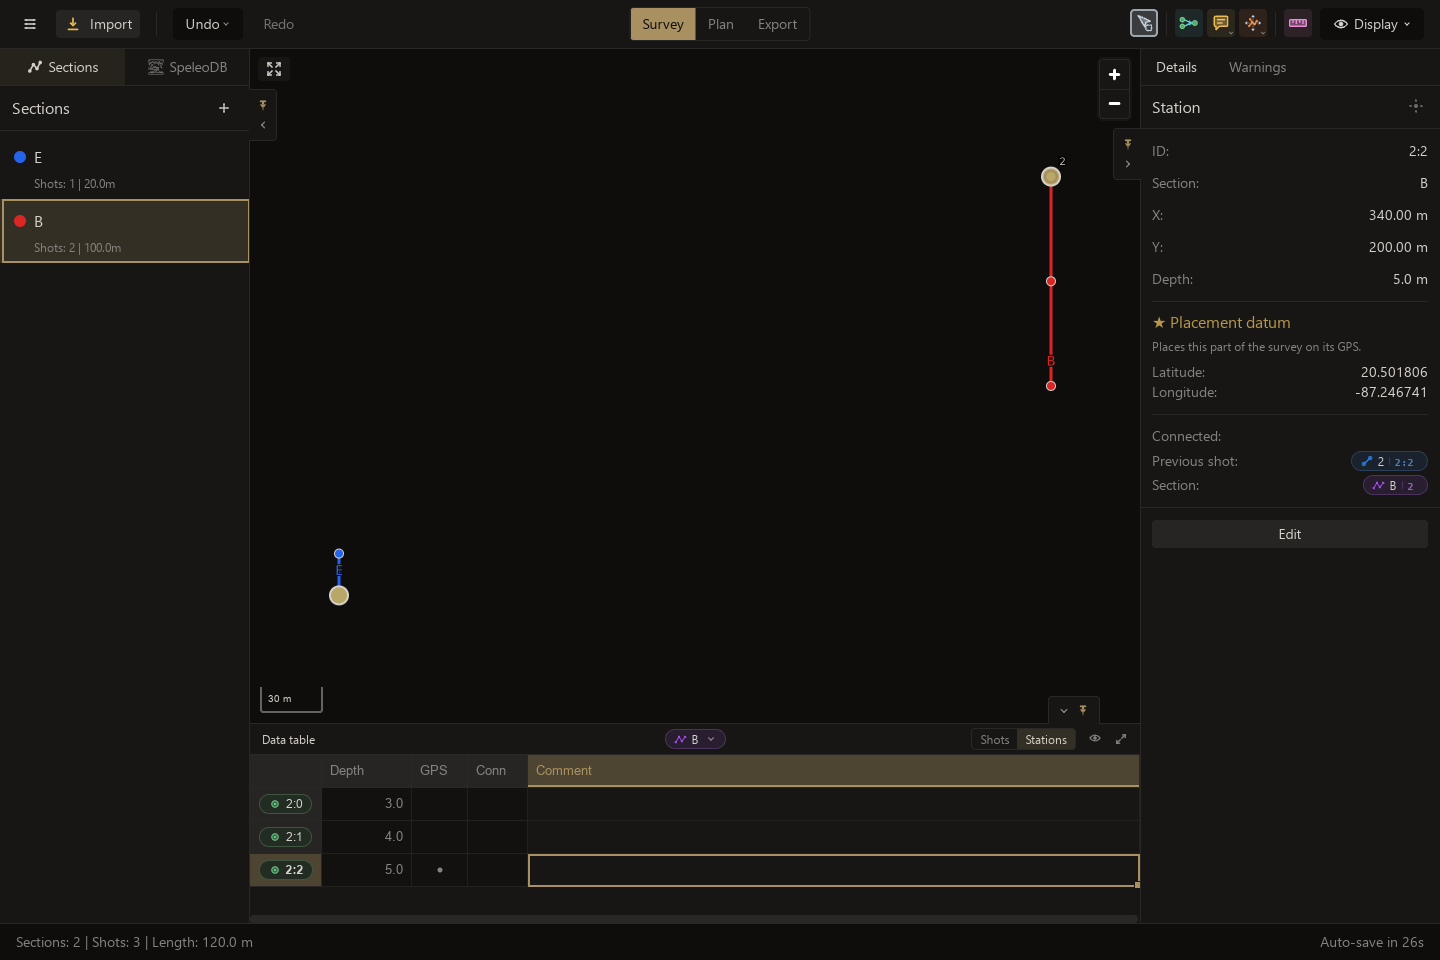 Import
Undo
Redo
Survey
Plan
Export
Display
Sections
SpeleoDB
Sections
E
Shots: 1 | 20.0m
B
Shots: 2 | 100.0m
2
B
E
30 m
Details
Warnings
Station
ID: 2:2
Section: B
X: 340.00 m
Y: 200.00 m
Depth: 5.0 m
★ Placement datum
Places this part of the survey on its GPS.
Latitude: 20.501806
Longitude: -87.246741
Connected:
Previous shot: 2 | 2:2
Section: B | 2
Edit
Data table
B
Shots
Stations
Depth GPS Conn Comment
2:0 3.0
2:1 4.0
2:2 5.0 •
Sections: 2 | Shots: 3 | Length: 120.0 m
Auto-save in 26s